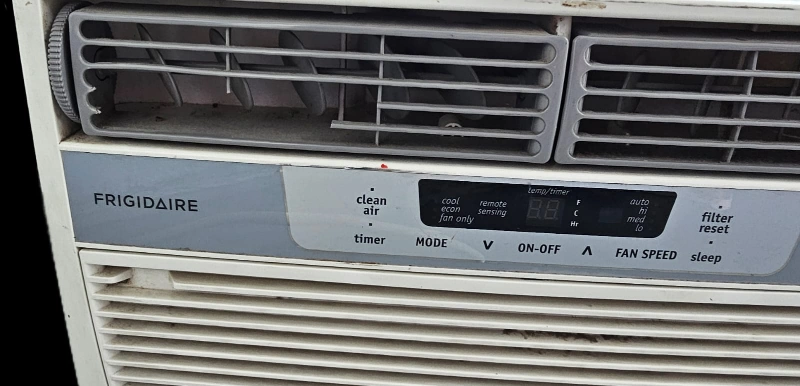 FRIGIDAIRE
clean
air
timer
cool
econ
fan only
remote
sensing
temp/timer
F
C
Hr
auto
hi
med
lo
MODE
ON-OFF
FAN SPEED
filter
reset
sleep